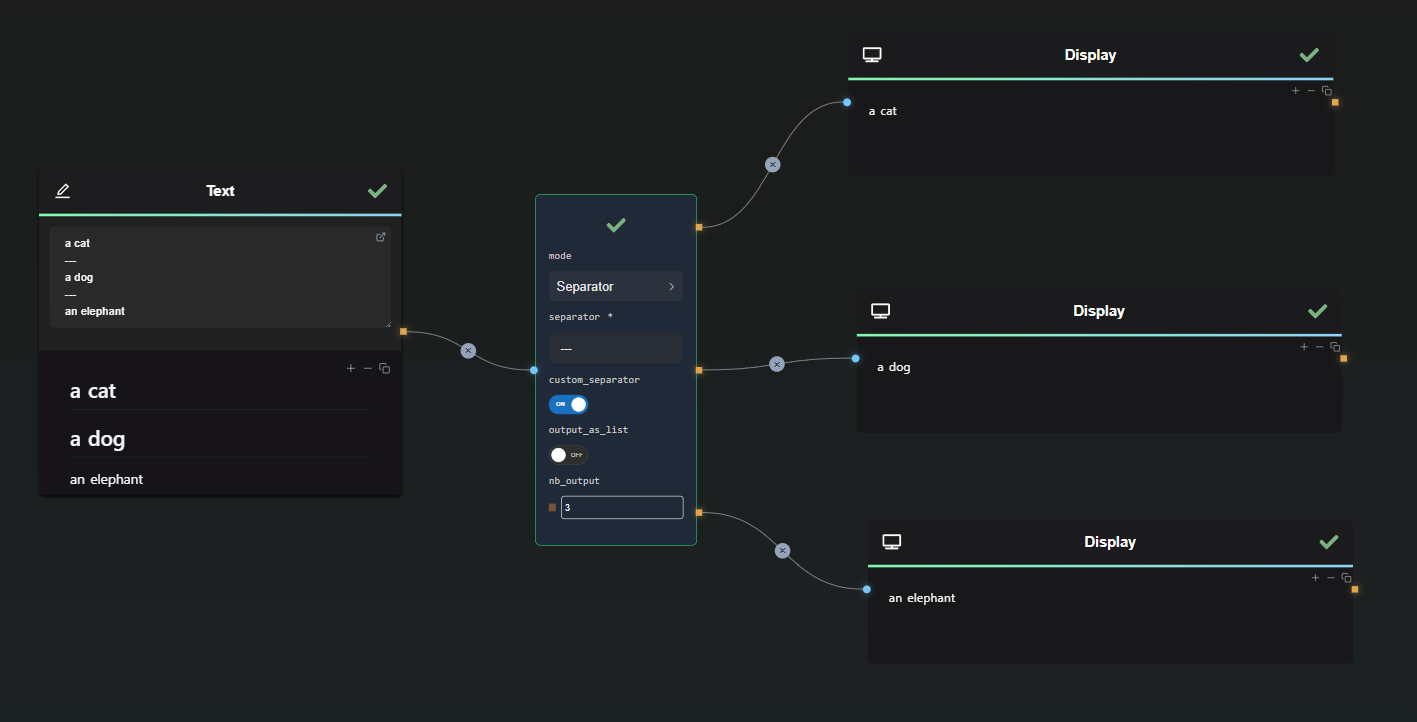 Text
a cat
---
a dog
---
an elephant
a cat
a dog
an elephant
mode
Separator
separator *
---
custom_separator
ON
output_as_list
OFF
nb_output
3
Display
a cat
Display
a dog
Display
an elephant